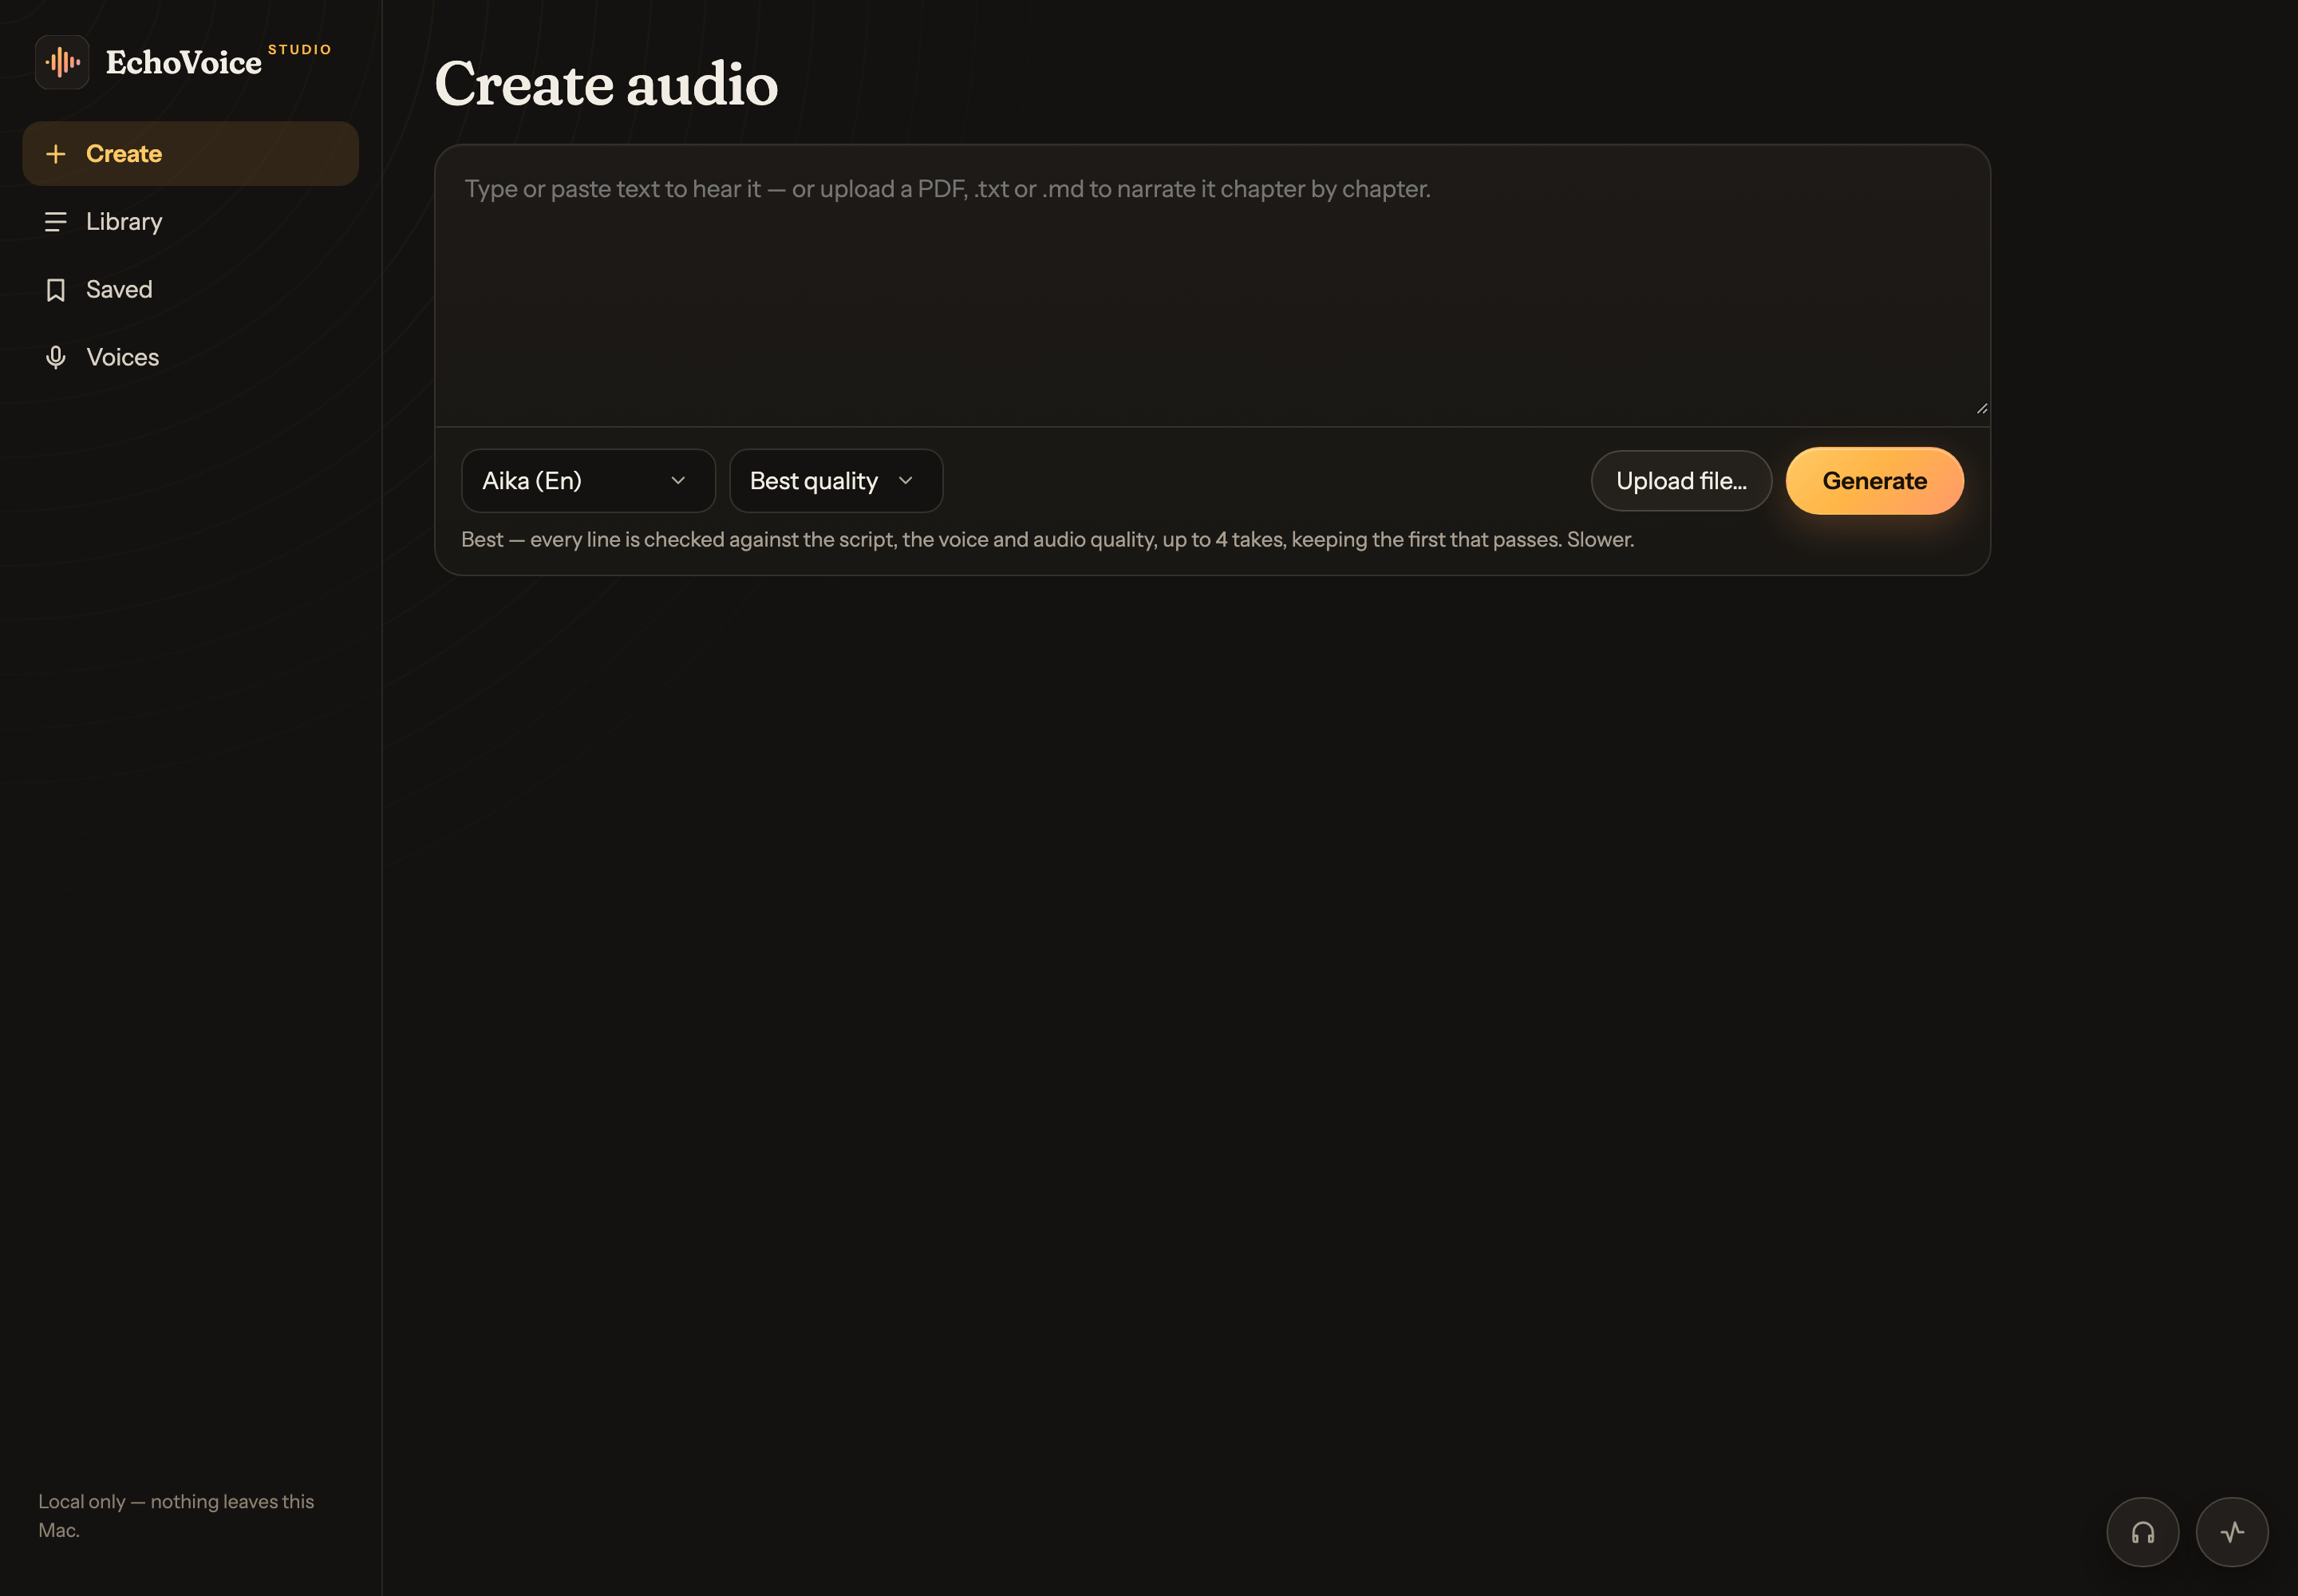 EchoVoice STUDIO
Create
Library
Saved
Voices
Create audio
Type or paste text to hear it — or upload a PDF, .txt or .md to narrate it chapter by chapter.
Aika (En)
Best quality
Upload file...
Generate
Best — every line is checked against the script, the voice and audio quality, up to 4 takes, keeping the first that passes. Slower.
Local only — nothing leaves this
Mac.